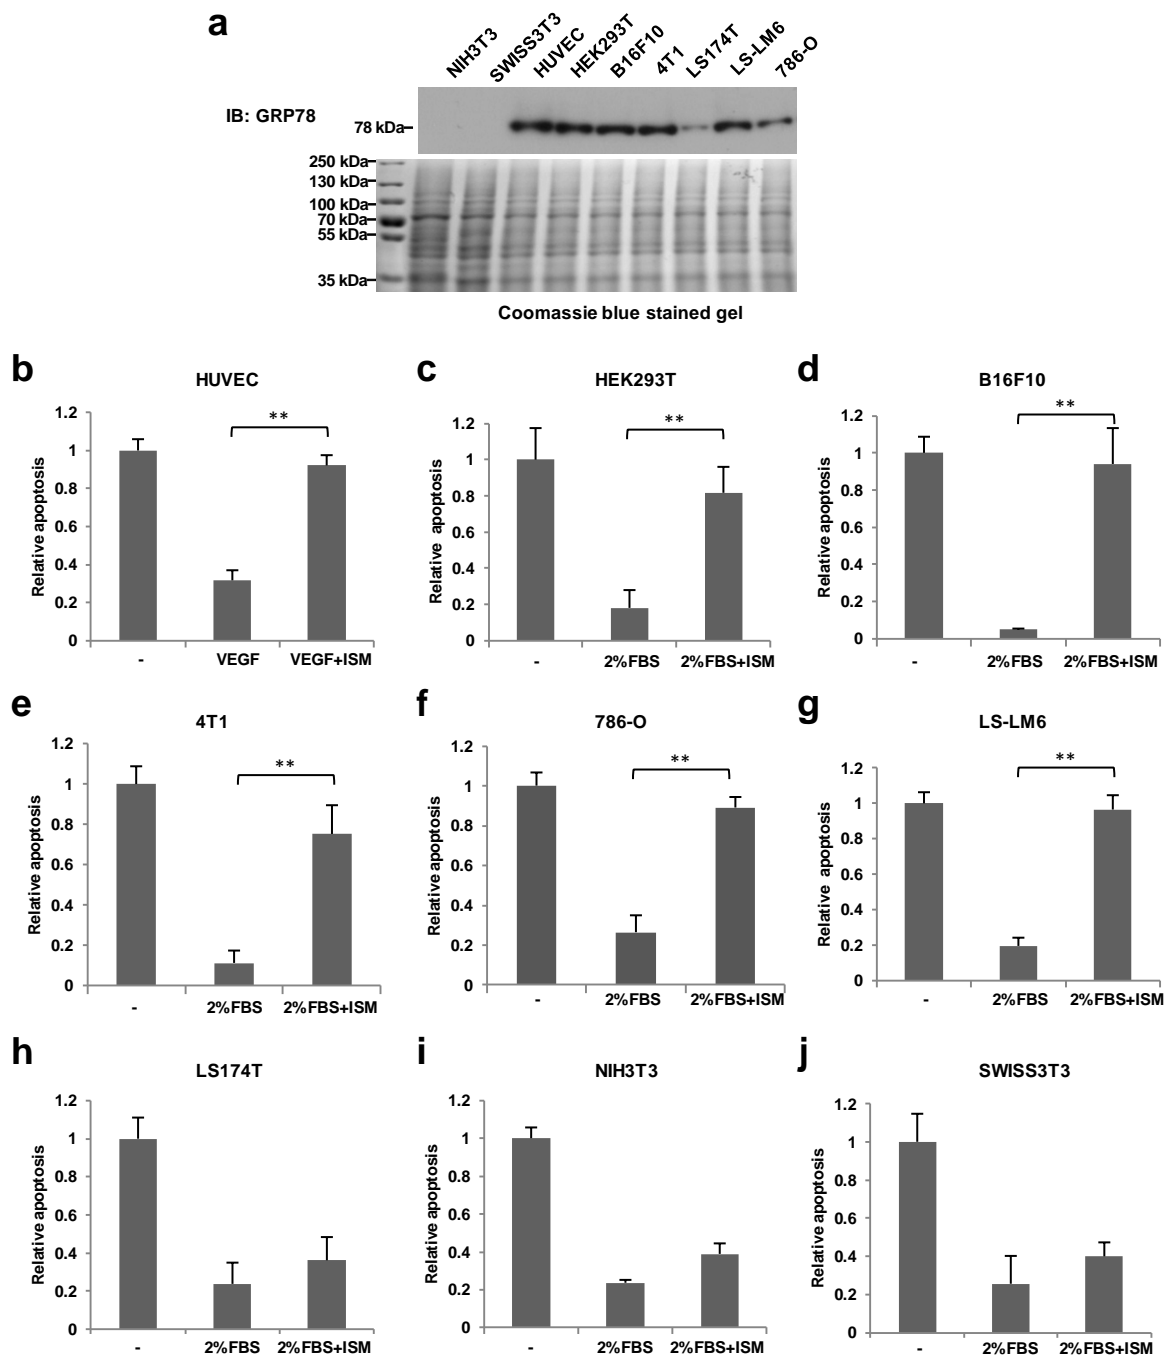 a
NIH3T3
SWISS3T3
HUVEC
HEK293T
B16F10
4T1
LS174T
LS-LM6
786-O
IB: GRP78
78 kDa
250 kDa
130 kDa
100 kDa
70 kDa
55 kDa
35 kDa
Coomassie blue stained gel
b
HUVEC
Relative apoptosis
1.2
1
0.8
0.6
0.4
0.2
0
**
-
VEGF
VEGF+ISM
c
HEK293T
Relative apoptosis
1.2
1
0.8
0.6
0.4
0.2
0
**
-
2%FBS
2%FBS+ISM
d
B16F10
Relative apoptosis
1.2
1
0.8
0.6
0.4
0.2
0
**
-
2%FBS
2%FBS+ISM
e
4T1
Relative apoptosis
1.2
1
0.8
0.6
0.4
0.2
0
**
-
2%FBS
2%FBS+ISM
f
786-O
Relative apoptosis
1.2
1
0.8
0.6
0.4
0.2
0
**
-
2%FBS
2%FBS+ISM
g
LS-LM6
Relative apoptosis
1.2
1
0.8
0.6
0.4
0.2
0
**
-
2%FBS
2%FBS+ISM
h
LS174T
Relative apoptosis
1.2
1
0.8
0.6
0.4
0.2
0
-
2%FBS
2%FBS+ISM
i
NIH3T3
Relative apoptosis
1.2
1
0.8
0.6
0.4
0.2
0
-
2%FBS
2%FBS+ISM
j
SWISS3T3
Relative apoptosis
1.2
1
0.8
0.6
0.4
0.2
0
-
2%FBS
2%FBS+ISM